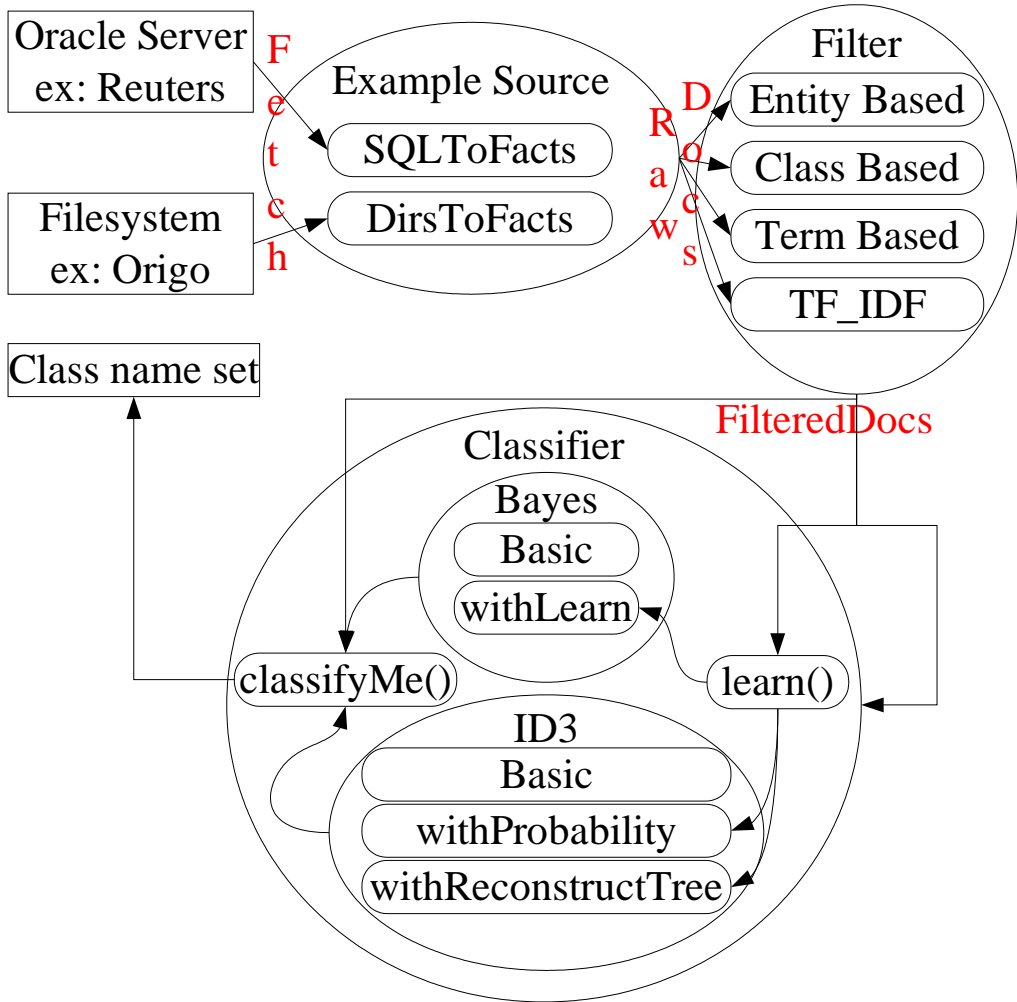 Oracle Server
ex: Reuters
Fetch
Example Source
SQLToFacts
DirsToFacts
Filesystem
ex: Origo
Raw
Docs
Filter
Entity Based
Class Based
Term Based
TF_IDF
Class name set
FilteredDocs
Classifier
Bayes
Basic
withLearn
classifyMe()
learn()
ID3
Basic
withProbability
withReconstructTree